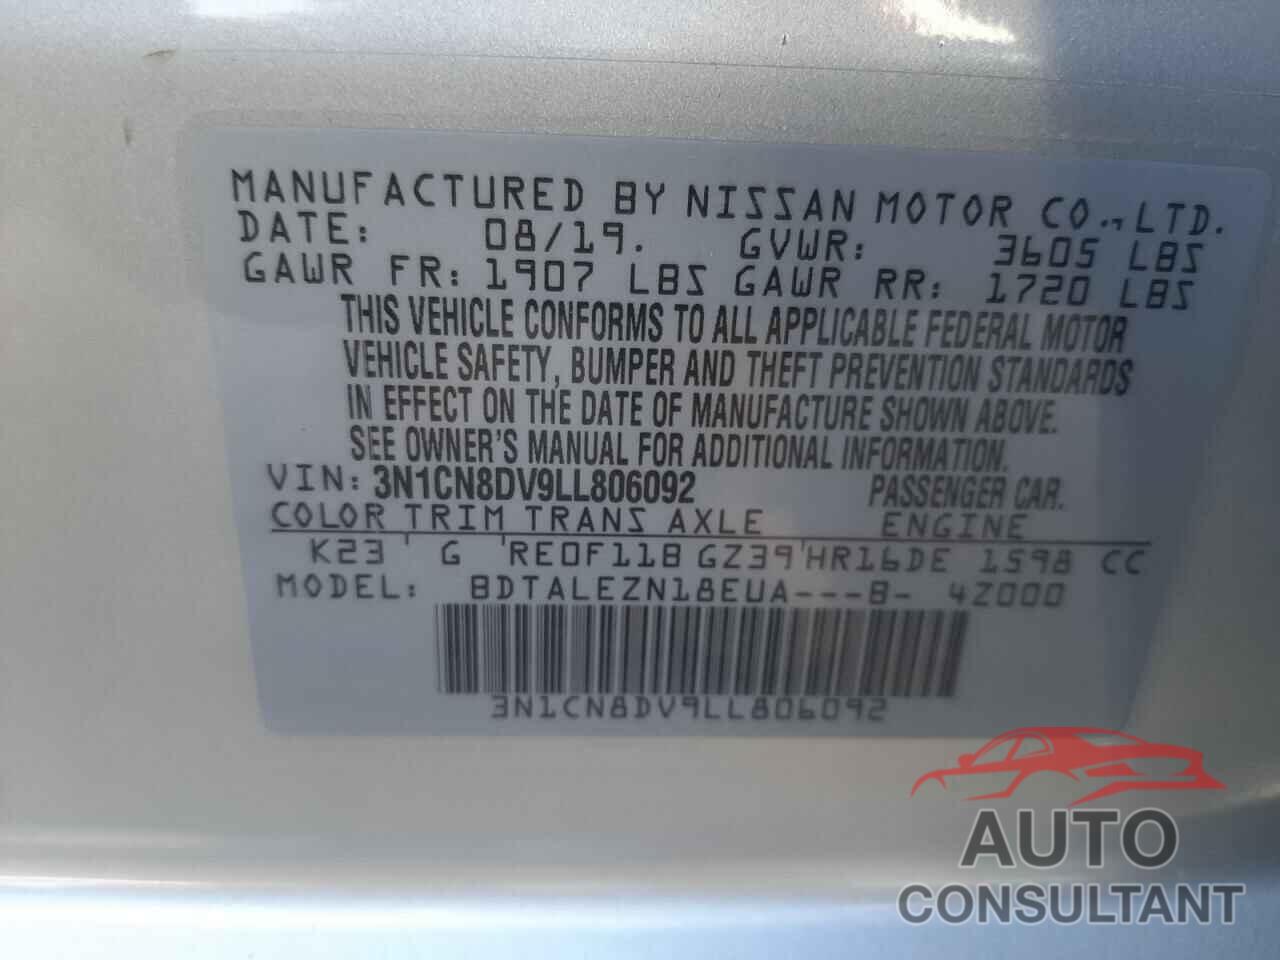 MANUFACTURED BY NISSAN MOTOR CO.,LTD.
DATE: 08/19. GVWR: 3605 LBS
GAWR FR: 1907 LBS GAWR RR: 1720 LBS
THIS VEHICLE CONFORMS TO ALL APPLICABLE FEDERAL MOTOR
VEHICLE SAFETY, BUMPER AND THEFT PREVENTION STANDARDS
IN EFFECT ON THE DATE OF MANUFACTURE SHOWN ABOVE.
SEE OWNER'S MANUAL FOR ADDITIONAL INFORMATION.
VIN: 3N1CN8DV9LL806092 PASSENGER CAR.
COLOR TRIM TRANS AXLE ENGINE
K23 G RE0F11B GZ39 HR16DE 1598 CC
MODEL: BDTALEZN18EUA---B- 4Z000
3N1CN8DV9LL806092
AUTO
CONSULTANT